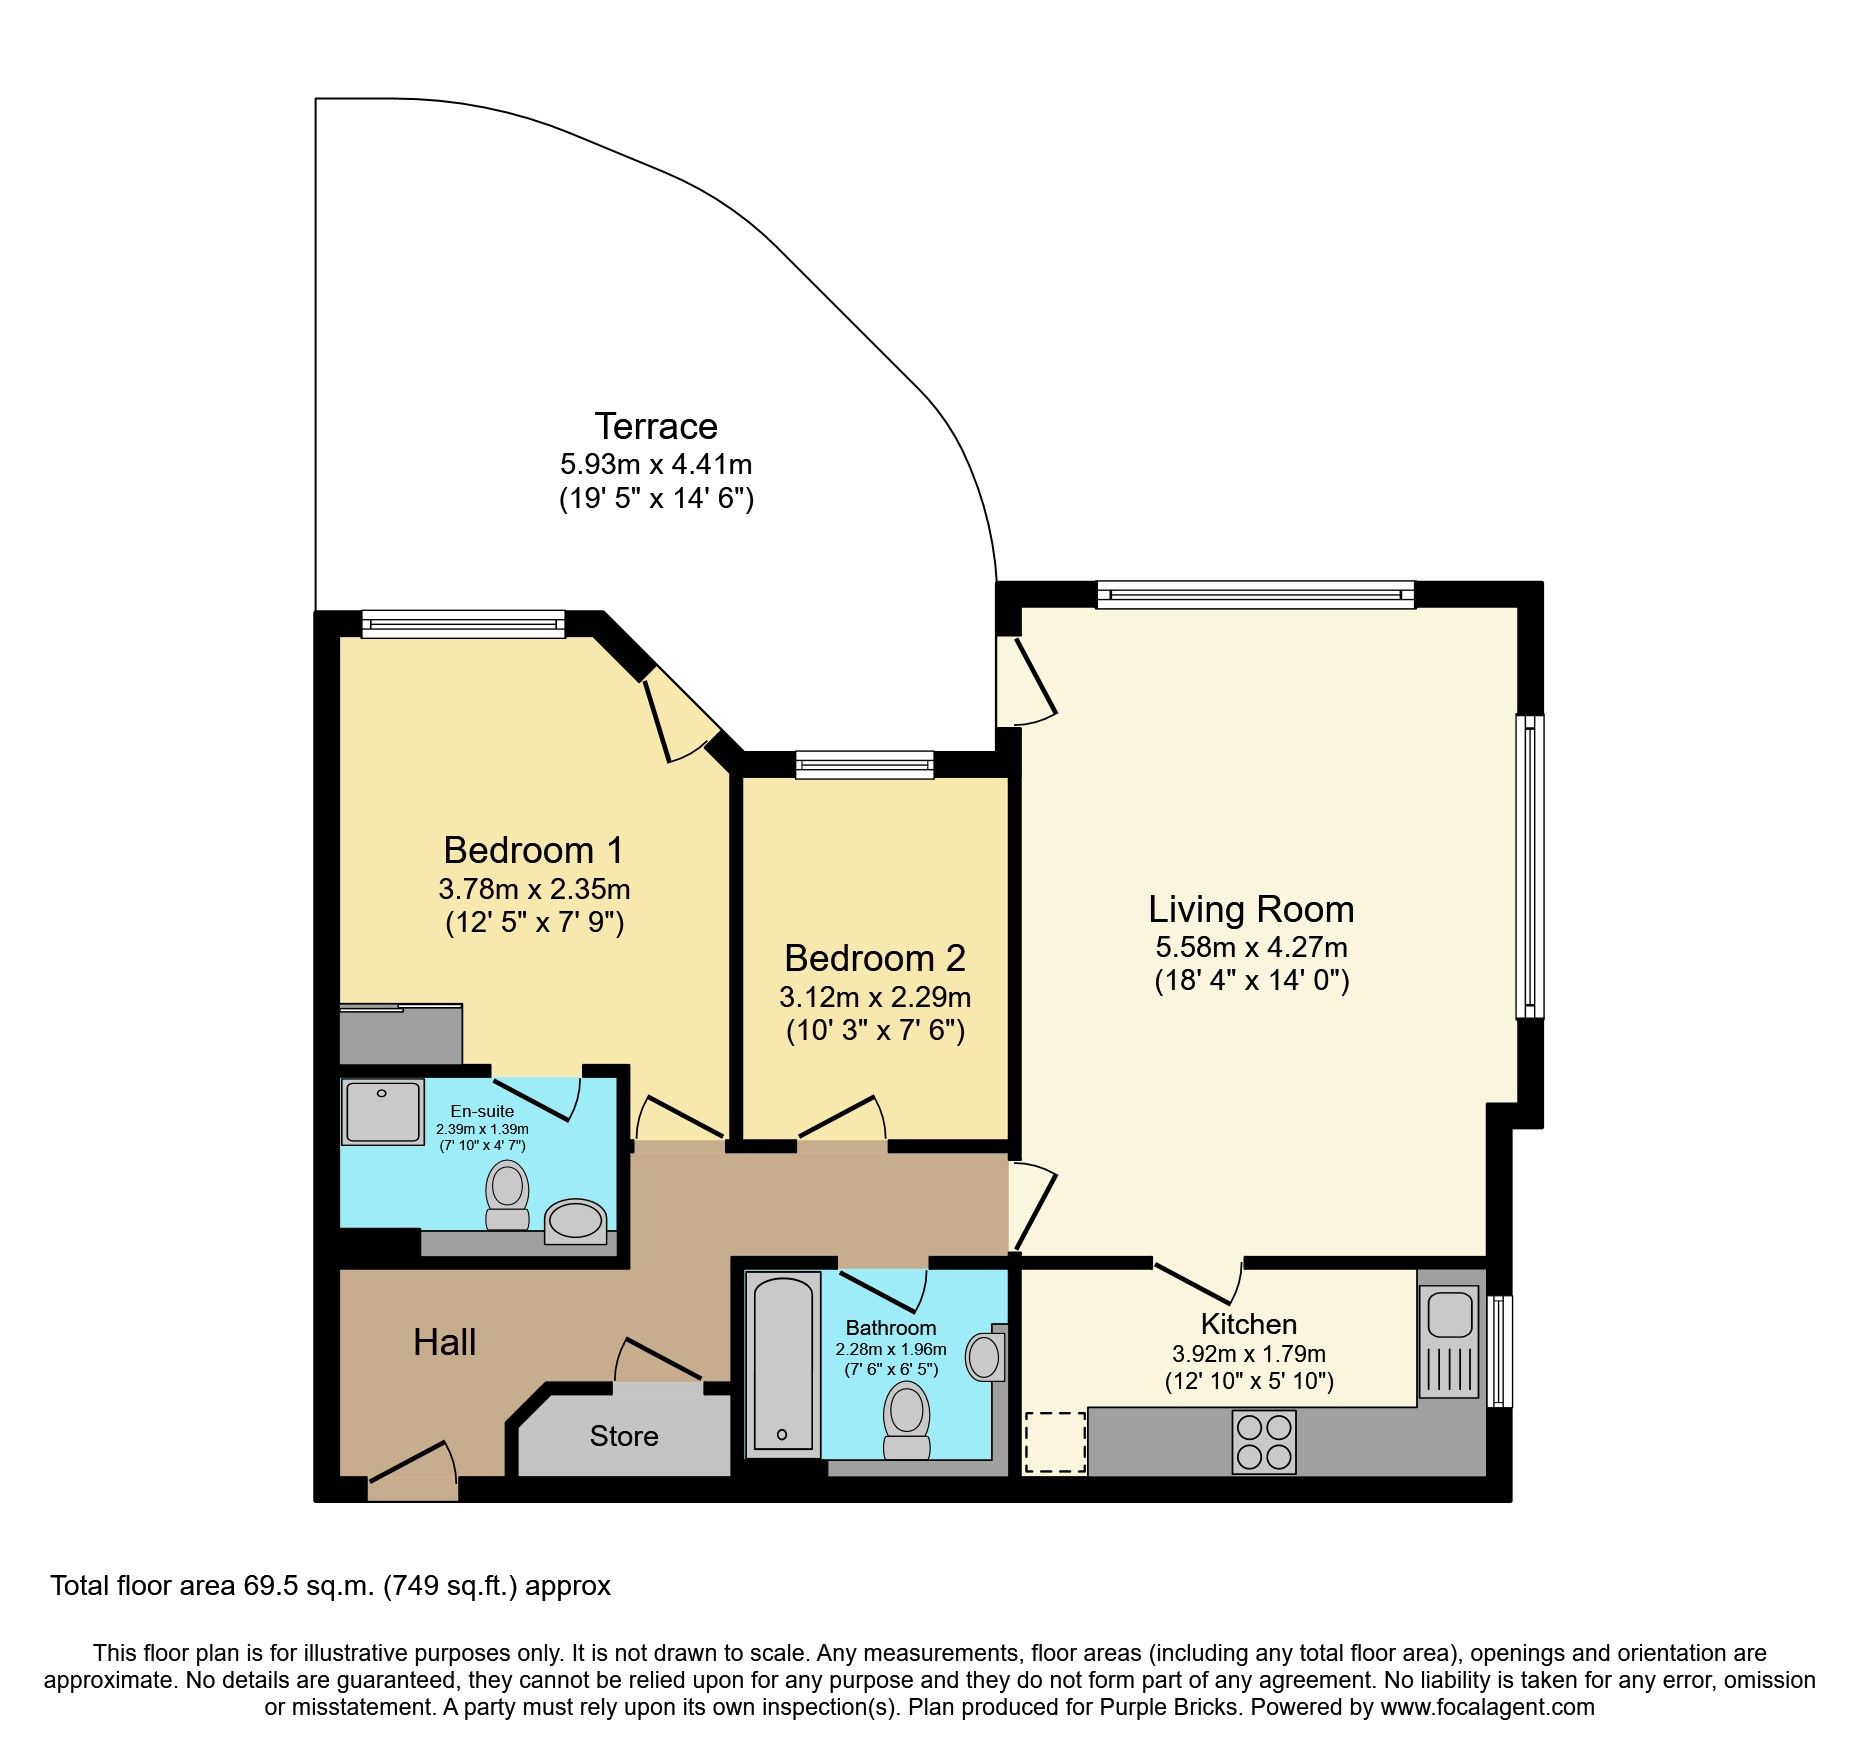 Terrace
5.93m x 4.41m
(19' 5" x 14' 6")
Bedroom 1
3.78m x 2.35m
(12' 5" x 7' 9")
Living Room
5.58m x 4.27m
(18' 4" x 14' 0")
Bedroom 2
3.12m x 2.29m
(10' 3" x 7' 6")
En-suite
2.39m x 1.39m
(7' 10" x 4' 7")
Hall
Bathroom
2.28m x 1.96m
(7' 6" x 6' 5")
Kitchen
3.92m x 1.79m
(12' 10" x 5' 10")
Store
Total floor area 69.5 sq.m. (749 sq.ft.) approx
This floor plan is for illustrative purposes only. It is not drawn to scale. Any measurements, floor areas (including any total floor area), openings and orientation are
approximate. No details are guaranteed, they cannot be relied upon for any purpose and they do not form part of any agreement. No liability is taken for any error, omission
or misstatement. A party must rely upon its own inspection(s). Plan produced for Purple Bricks. Powered by www.focalagent.com